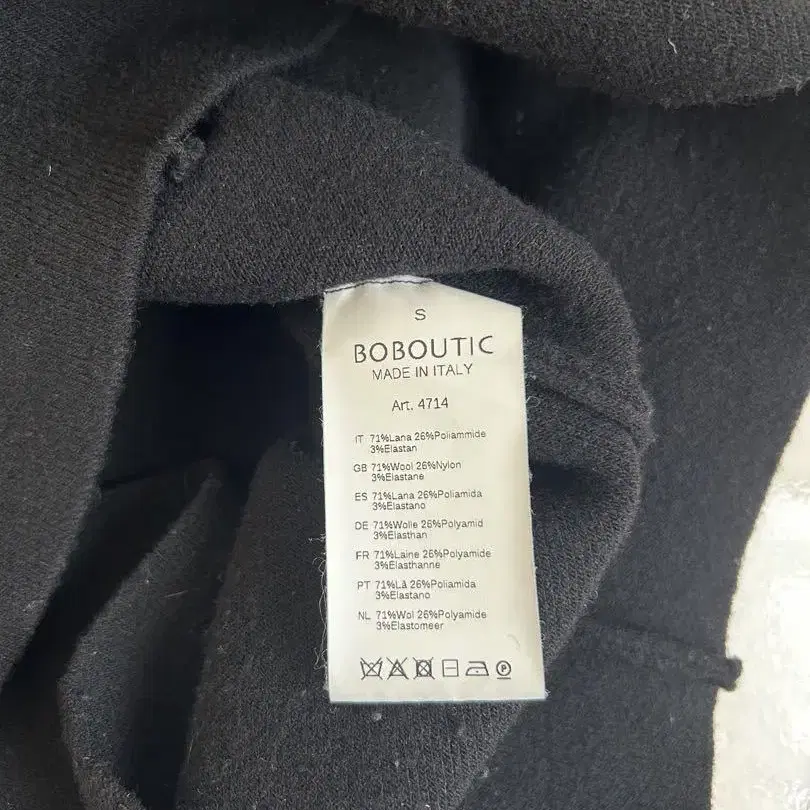 S
BOBOUTIC
MADE IN ITALY
Art. 4714
IT 71%Lana 26%Poliammide
3%Elastan
GB 71%Wool 26%Nylon
3%Elastane
ES 71%Lana 26%Poliamida
3%Elastano
DE 71%Wolle 26%Polyamid
3%Elasthan
FR 71%Laine 26%Polyamide
3%Elasthanne
PT 71%Lã 26%Poliamida
3%Elastano
NL 71%Wol 26%Polyamide
3%Elastomeer
P